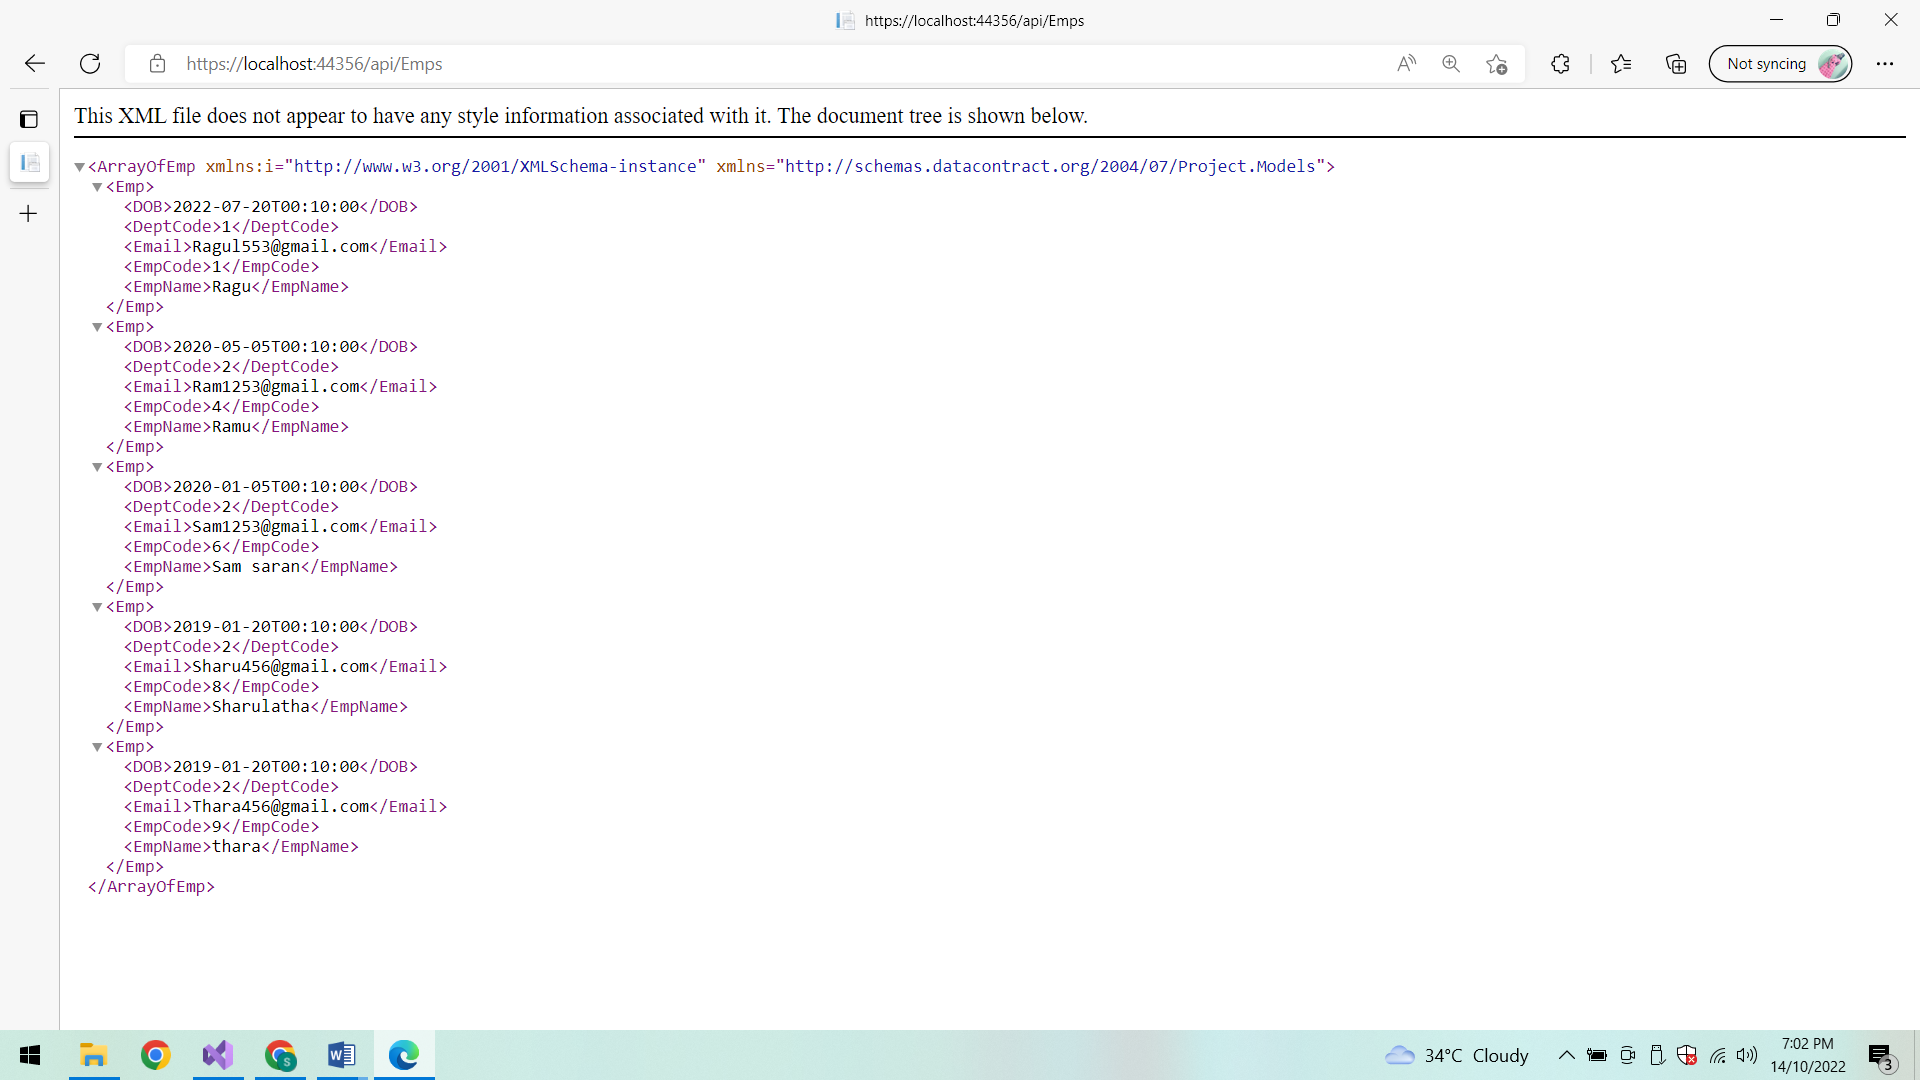 https://localhost:44356/api/Emps
https://localhost:44356/api/Emps
Not syncing
This XML file does not appear to have any style information associated with it. The document tree is shown below.
<ArrayOfEmp xmlns:i="http://www.w3.org/2001/XMLSchema-instance" xmlns="http://schemas.datacontract.org/2004/07/Project.Models">
<Emp>
<DOB>2022-07-20T00:10:00</DOB>
<DeptCode>1</DeptCode>
<Email>Ragul553@gmail.com</Email>
<EmpCode>1</EmpCode>
<EmpName>Ragu</EmpName>
</Emp>
<Emp>
<DOB>2020-05-05T00:10:00</DOB>
<DeptCode>2</DeptCode>
<Email>Ram1253@gmail.com</Email>
<EmpCode>4</EmpCode>
<EmpName>Ramu</EmpName>
</Emp>
<Emp>
<DOB>2020-01-05T00:10:00</DOB>
<DeptCode>2</DeptCode>
<Email>Sam1253@gmail.com</Email>
<EmpCode>6</EmpCode>
<EmpName>Sam saran</EmpName>
</Emp>
<Emp>
<DOB>2019-01-20T00:10:00</DOB>
<DeptCode>2</DeptCode>
<Email>Sharu456@gmail.com</Email>
<EmpCode>8</EmpCode>
<EmpName>Sharulatha</EmpName>
</Emp>
<Emp>
<DOB>2019-01-20T00:10:00</DOB>
<DeptCode>2</DeptCode>
<Email>Thara456@gmail.com</Email>
<EmpCode>9</EmpCode>
<EmpName>thara</EmpName>
</Emp>
</ArrayOfEmp>
34°C Cloudy
7:02 PM
14/10/2022
3